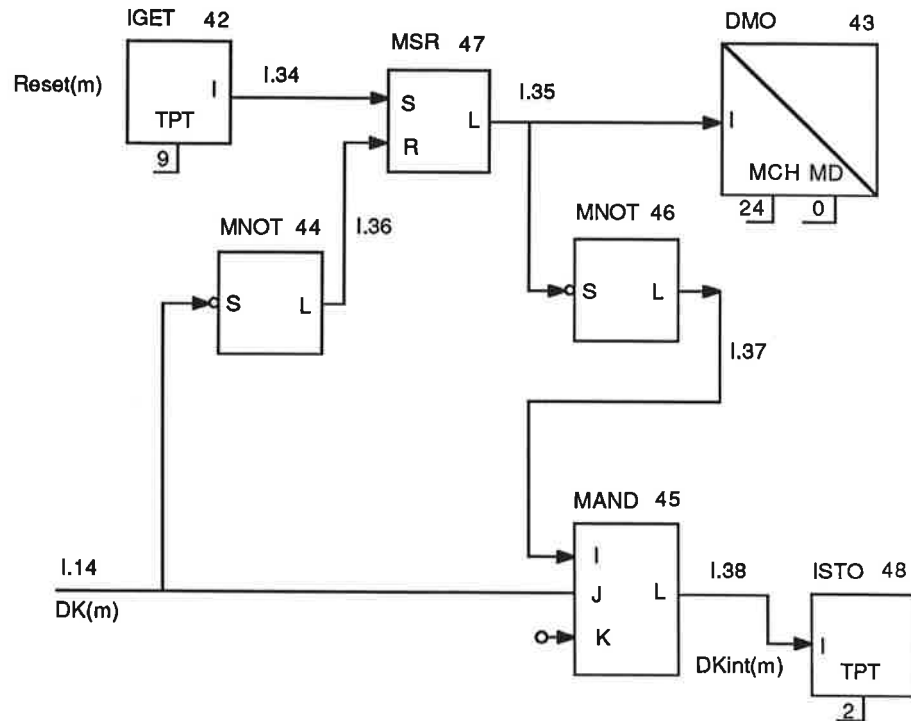 IGET 42
Reset(m)
I
TPT
9
I.34
MSR 47
S
R
L
I.35
DMO 43
I
MCH MD
24
0
MNOT 44
S
L
I.36
MNOT 46
S
L
I.37
MAND 45
I
J
K
L
I.14
DK(m)
I.38
DKint(m)
ISTO 48
I
TPT
2